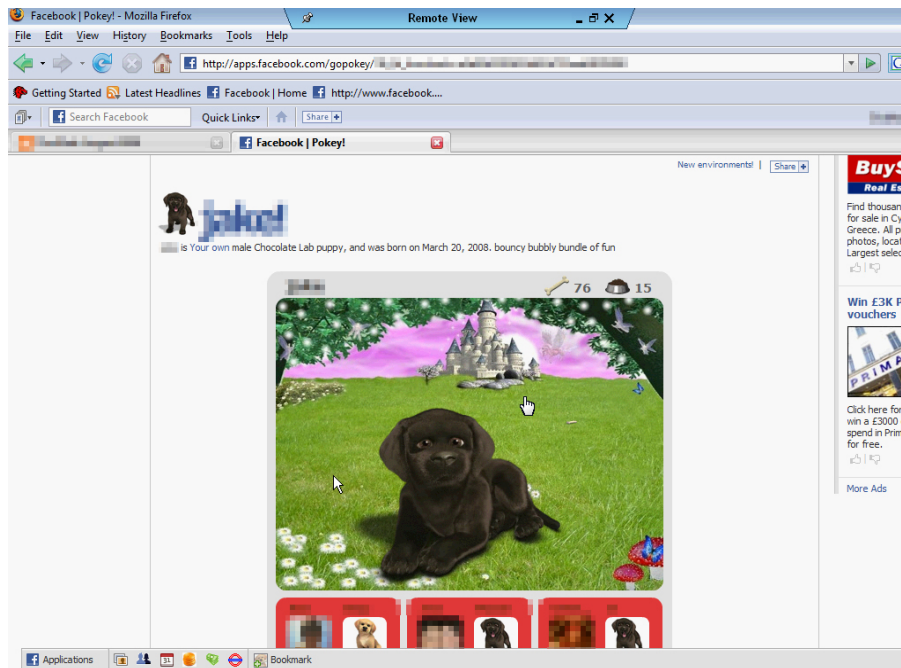 Facebook | Pokey! - Mozilla Firefox
Remote View
File Edit View History Bookmarks Tools Help
http://apps.facebook.com/gopokey/
Getting Started Latest Headlines Facebook | Home http://www.facebook....
Search Facebook Quick Links Share
Facebook | Pokey!
New environments! | Share
is Your own male Chocolate Lab puppy, and was born on March 20, 2008. bouncy bubbly bundle of fun
76 15
BuyS
Real Es
Find thousan
for sale in Cy
Greece. All p
photos, locat
Largest selec
Win £3K P
vouchers
PRIMA
Click here for
win a £3000
spend in Prim
for free.
More Ads
Applications 31 Bookmark